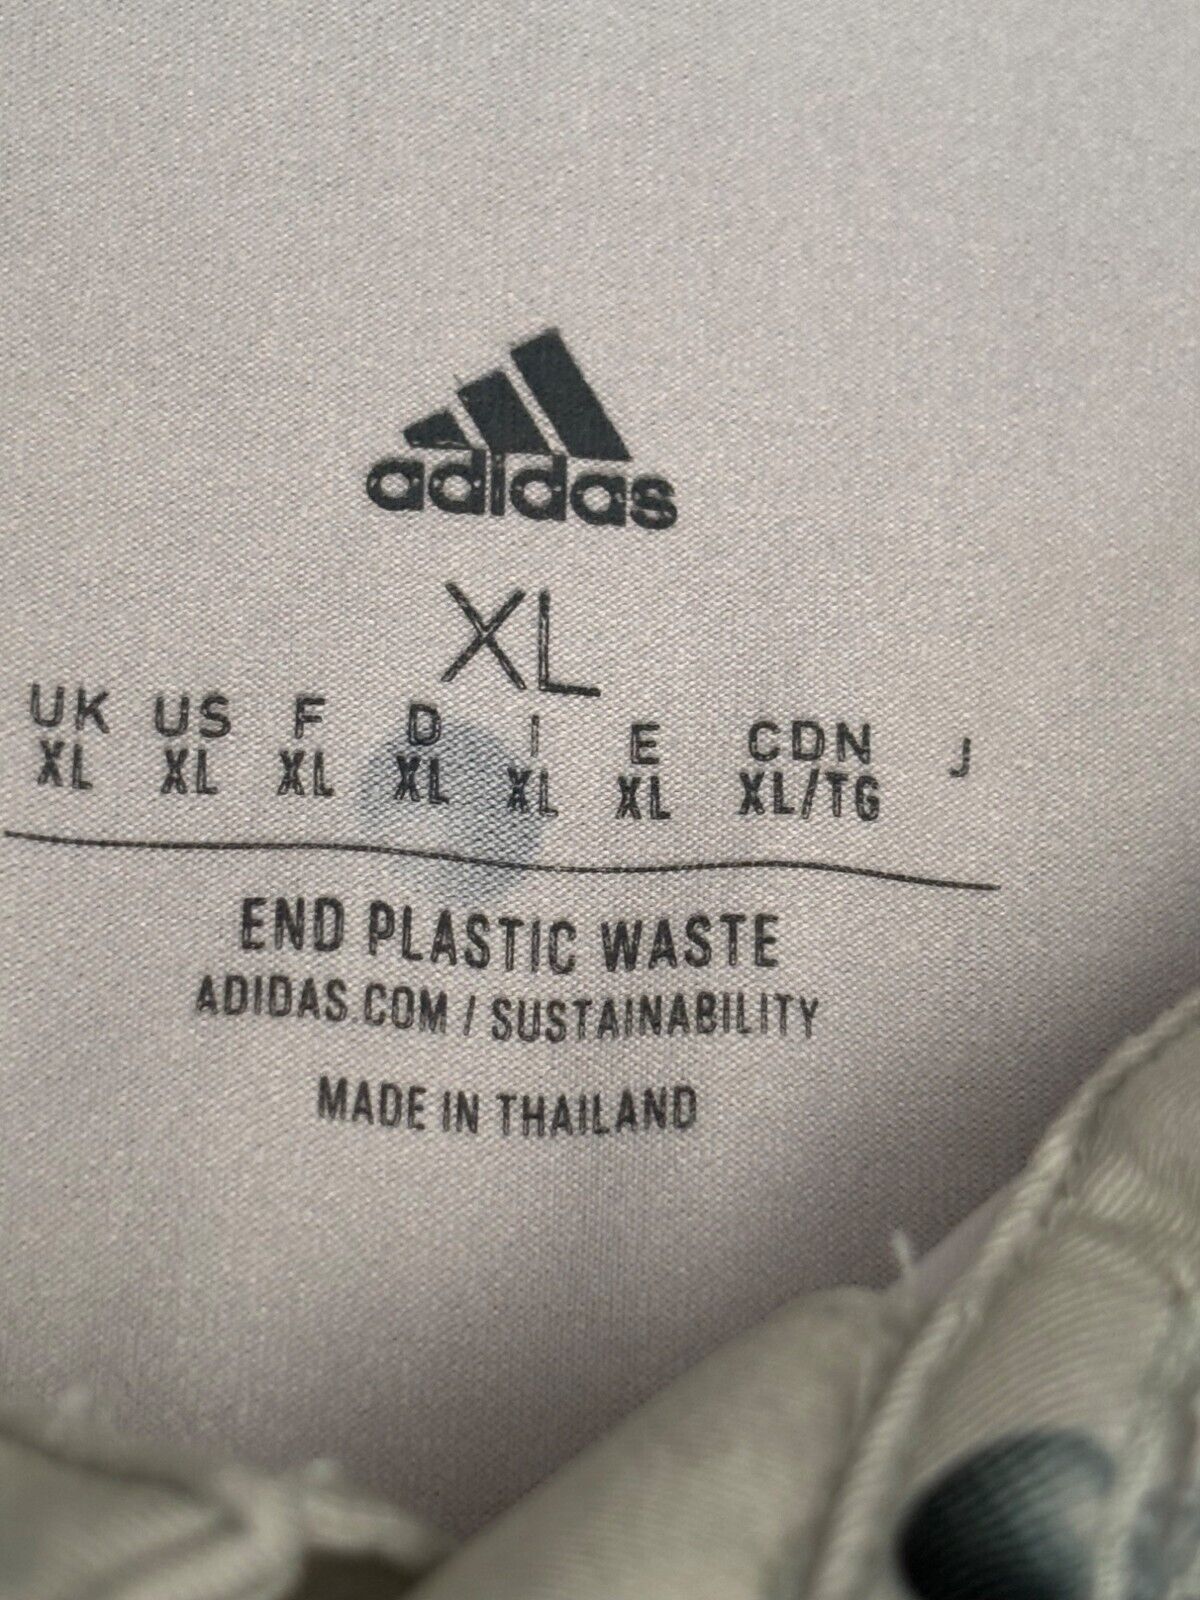 adidas
XL
UK US F D I E CDN J
XL XL XL XL XL XL XL/TG
END PLASTIC WASTE
ADIDAS.COM / SUSTAINABILITY
MADE IN THAILAND